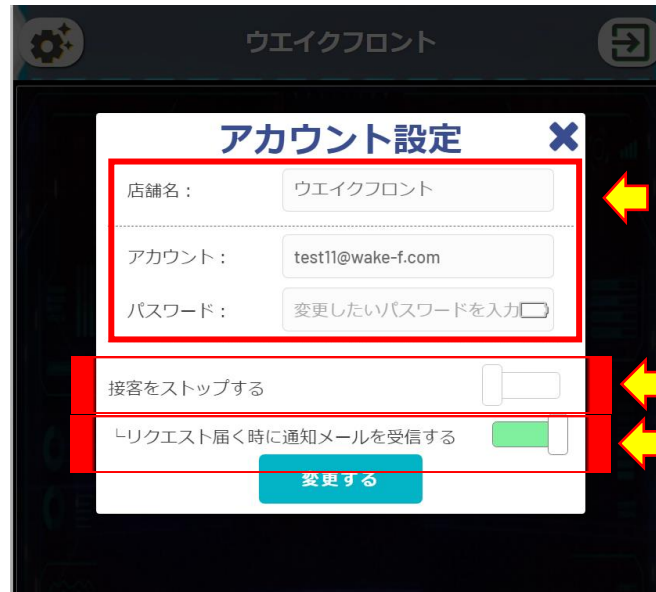 ウエイクフロント
アカウント設定
店舗名： ウエイクフロント
アカウント： test11@wake-f.com
パスワード： 変更したいパスワードを入力
接客をストップする
└リクエスト届く時に通知メールを受信する
変更する